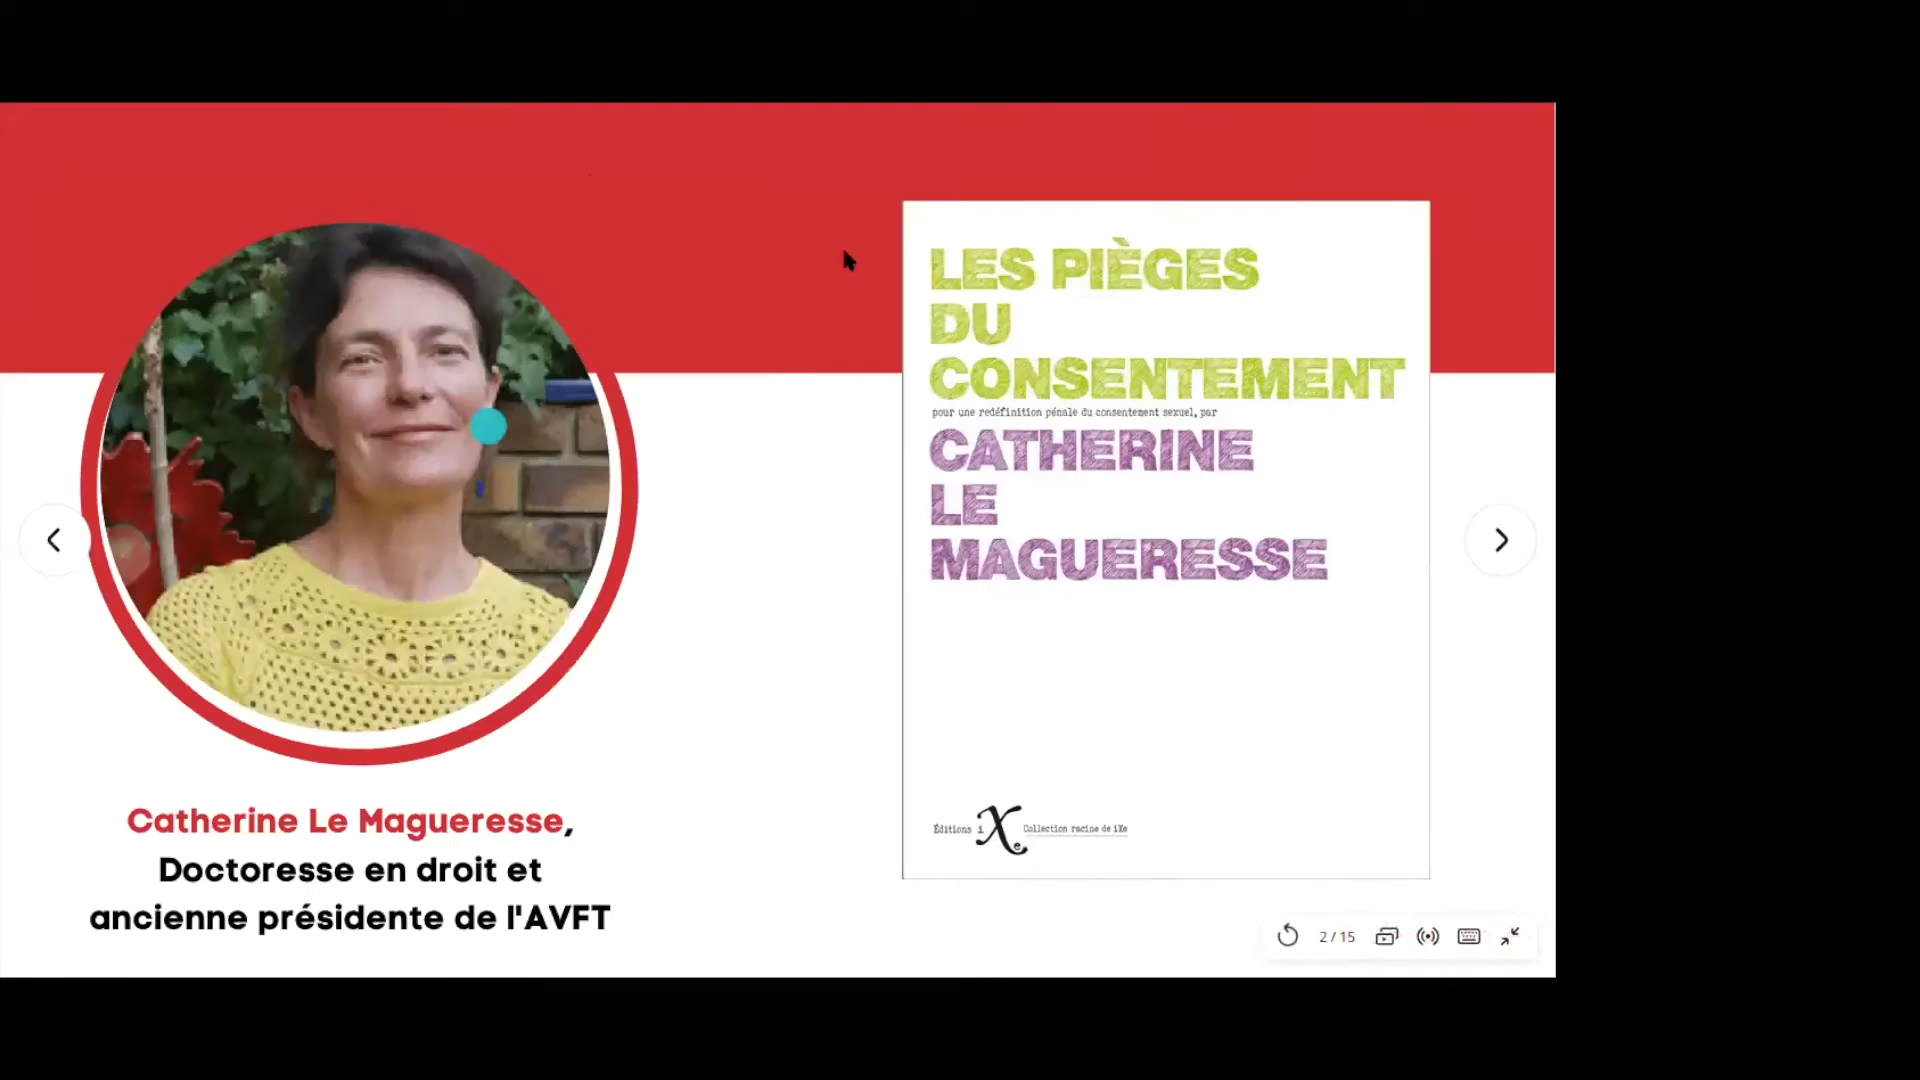 LES PIÈGES
DU
CONSENTEMENT
pour une redéfinition pénale du consentement sexuel, par
CATHERINE
LE
MAGUERESSE
Éditions iXe Collection racine de iXe
Catherine Le Magueresse,
Doctoresse en droit et
ancienne présidente de l'AVFT
2 / 15